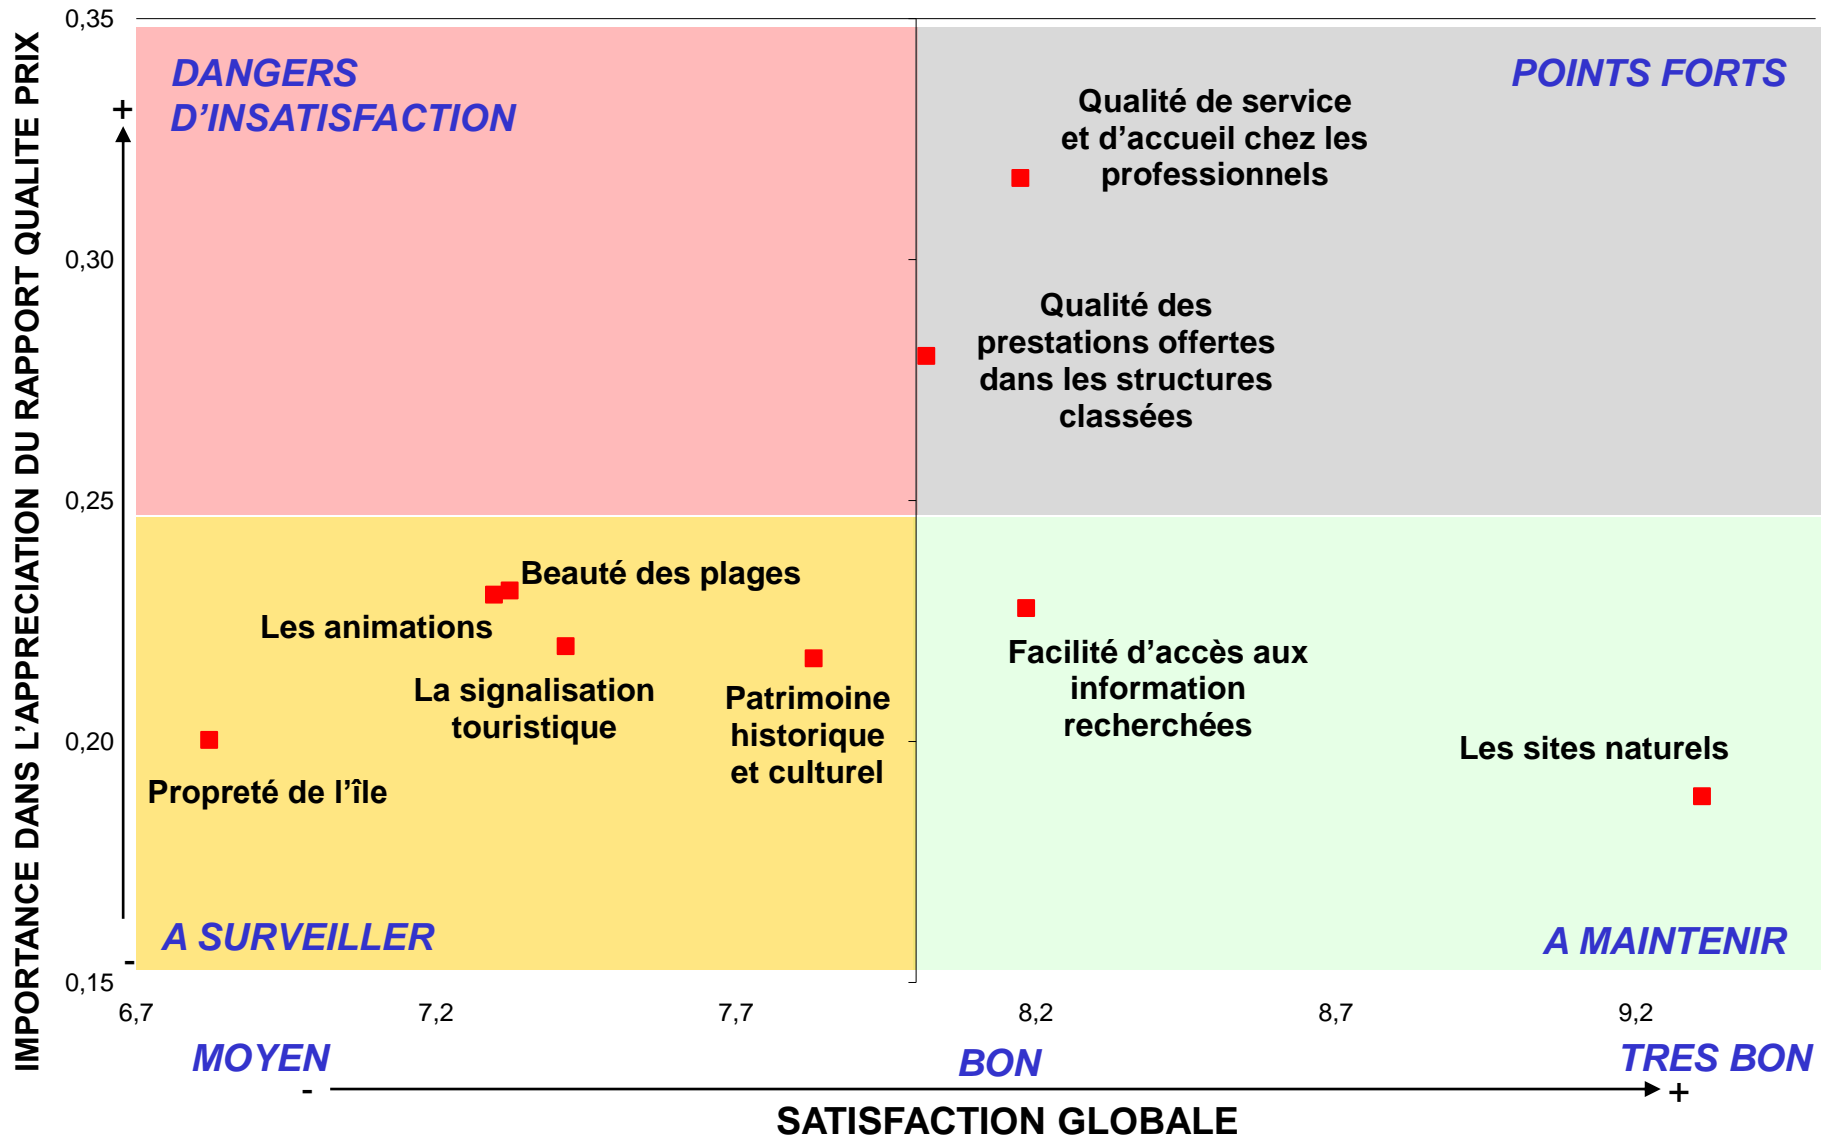 IMPORTANCE DANS L'APPRECIATION DU RAPPORT QUALITE PRIX
+
-
0,35
0,30
0,25
0,20
0,15
DANGERS
D’INSATISFACTION
POINTS FORTS
Qualité de service
et d’accueil chez les
professionnels
Qualité des
prestations offertes
dans les structures
classées
Beauté des plages
Les animations
La signalisation
touristique
Patrimoine
historique
et culturel
Propreté de l’île
Facilité d’accès aux
information
recherchées
Les sites naturels
A SURVEILLER
A MAINTENIR
6,7
7,2
7,7
8,2
8,7
9,2
MOYEN
BON
TRES BON
-
+
SATISFACTION GLOBALE